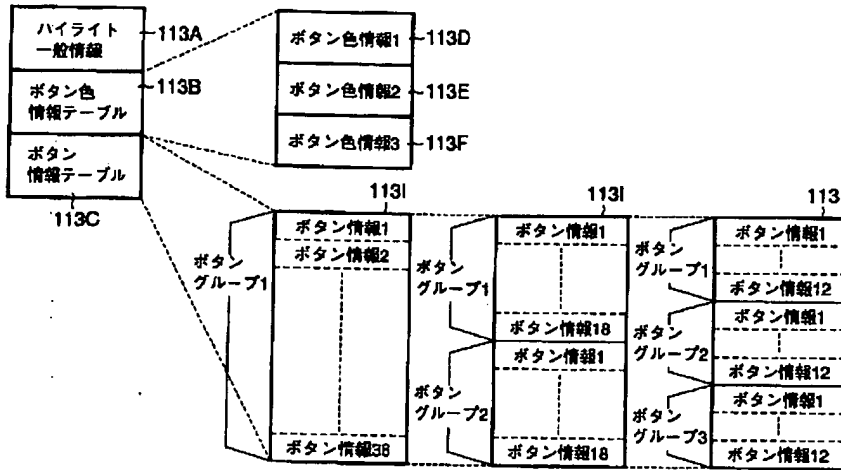 ハイライト
一般情報
113A
ボタン色
情報テーブル
113B
ボタン
情報テーブル
113C
ボタン色情報1
113D
ボタン色情報2
113E
ボタン色情報3
113F
113I
ボタン
グループ1
ボタン情報1
ボタン情報2
ボタン情報36
113I
ボタン
グループ1
ボタン情報1
ボタン情報18
ボタン
グループ2
ボタン情報1
ボタン情報18
113
ボタン
グループ1
ボタン情報1
ボタン情報12
ボタン
グループ2
ボタン情報1
ボタン情報12
ボタン
グループ3
ボタン情報1
ボタン情報12